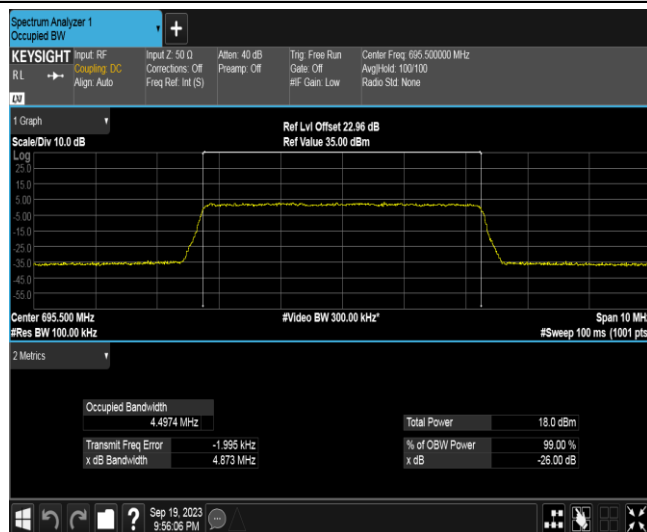 Spectrum Analyzer 1
Occupied BW
KEYSIGHT Input: RF Input Z: 50 Ω Atten: 40 dB Trig: Free Run Center Freq: 695.500000 MHz
RL Coupling: DC Corrections: Off Preamp: Off Gate: Off Avg|Hold: 100/100
Align: Auto Freq Ref: Int (S) #IF Gain: Low Radio Std: None
LXI
1 Graph Ref Lvl Offset 22.96 dB
Scale/Div 10.0 dB Ref Value 35.00 dBm
Log
25.0
15.0
5.00
-5.00
-15.0
-25.0
-35.0
-45.0
-55.0
Center 695.500 MHz #Video BW 300.00 kHz* Span 10 MHz
#Res BW 100.00 kHz #Sweep 100 ms (1001 pts
2 Metrics
Occupied Bandwidth
4.4974 MHz Total Power 18.0 dBm
Transmit Freq Error -1.995 kHz % of OBW Power 99.00 %
x dB Bandwidth 4.873 MHz x dB -26.00 dB
? Sep 19, 2023
9:56:06 PM